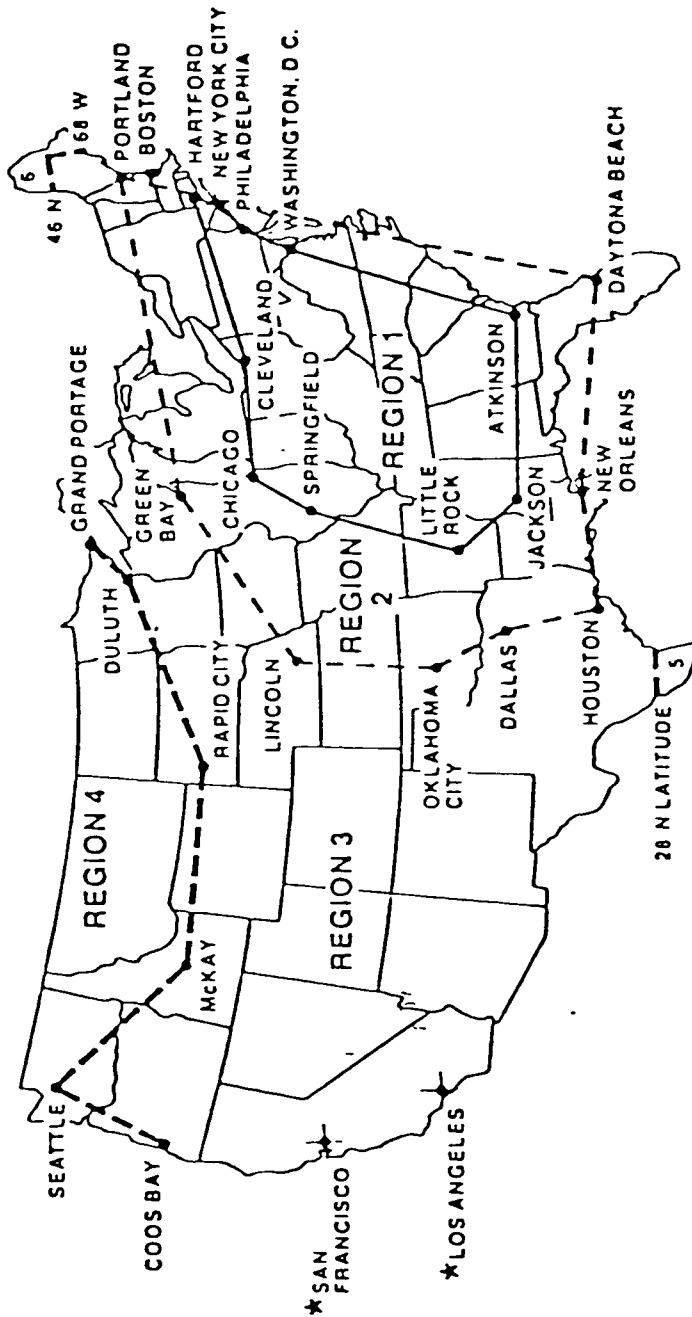 SEATTLE
COOS BAY
★SAN
FRANCISCO
★LOS ANGELES
McKAY
REGION 4
REGION 3
RAPID CITY
DULUTH
GRAND PORTAGE
GREEN
BAY
LINCOLN
REGION
2
OKLAHOMA
CITY
DALLAS
HOUSTON
28 N LATITUDE
5
CHICAGO
SPRINGFIELD
LITTLE
ROCK
JACKSON
NEW
ORLEANS
CLEVELAND
REGION 1
ATKINSON
DAYTONA BEACH
46 N
6
68 W
PORTLAND
BOSTON
HARTFORD
NEW YORK CITY
PHILADELPHIA
WASHINGTON, D C.